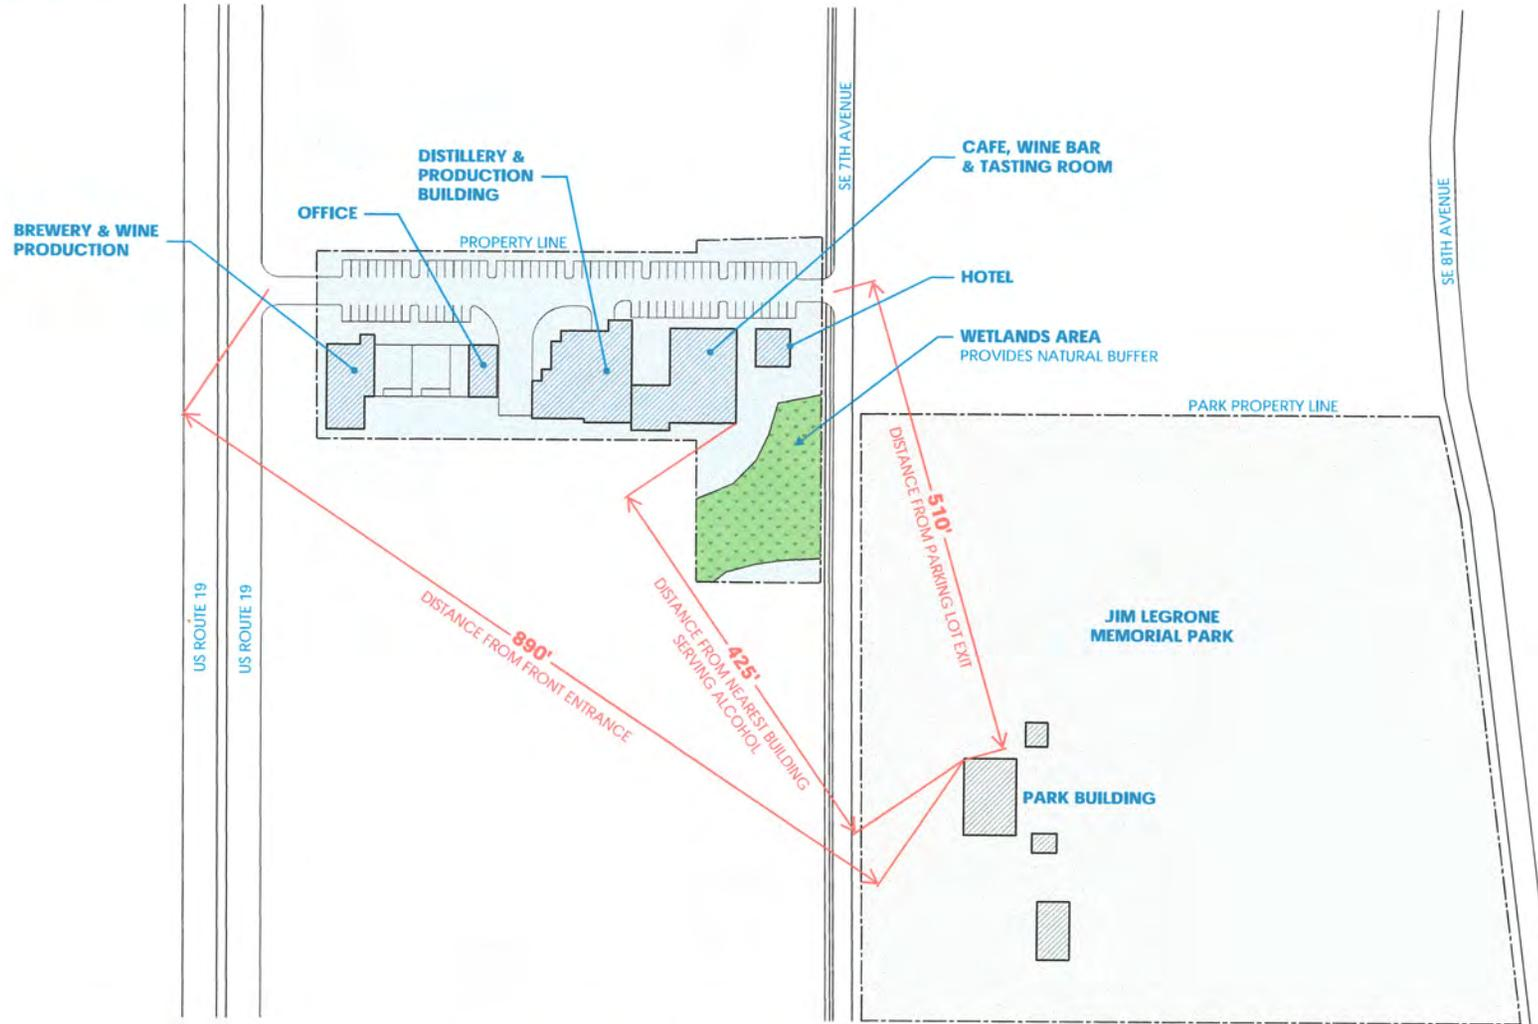 SE 7TH AVENUE
CAFE, WINE BAR
& TASTING ROOM
DISTILLERY &
PRODUCTION
BUILDING
OFFICE
BREWERY & WINE
PRODUCTION
PROPERTY LINE
SE 8TH AVENUE
HOTEL
WETLANDS AREA
PROVIDES NATURAL BUFFER
PARK PROPERTY LINE
510'
DISTANCE FROM PARKING LOT EXIT
US ROUTE 19
US ROUTE 19
890'
DISTANCE FROM FRONT ENTRANCE
425'
DISTANCE FROM NEAREST BUILDING
SERVING ALCOHOL
JIM LEGRONE
MEMORIAL PARK
PARK BUILDING